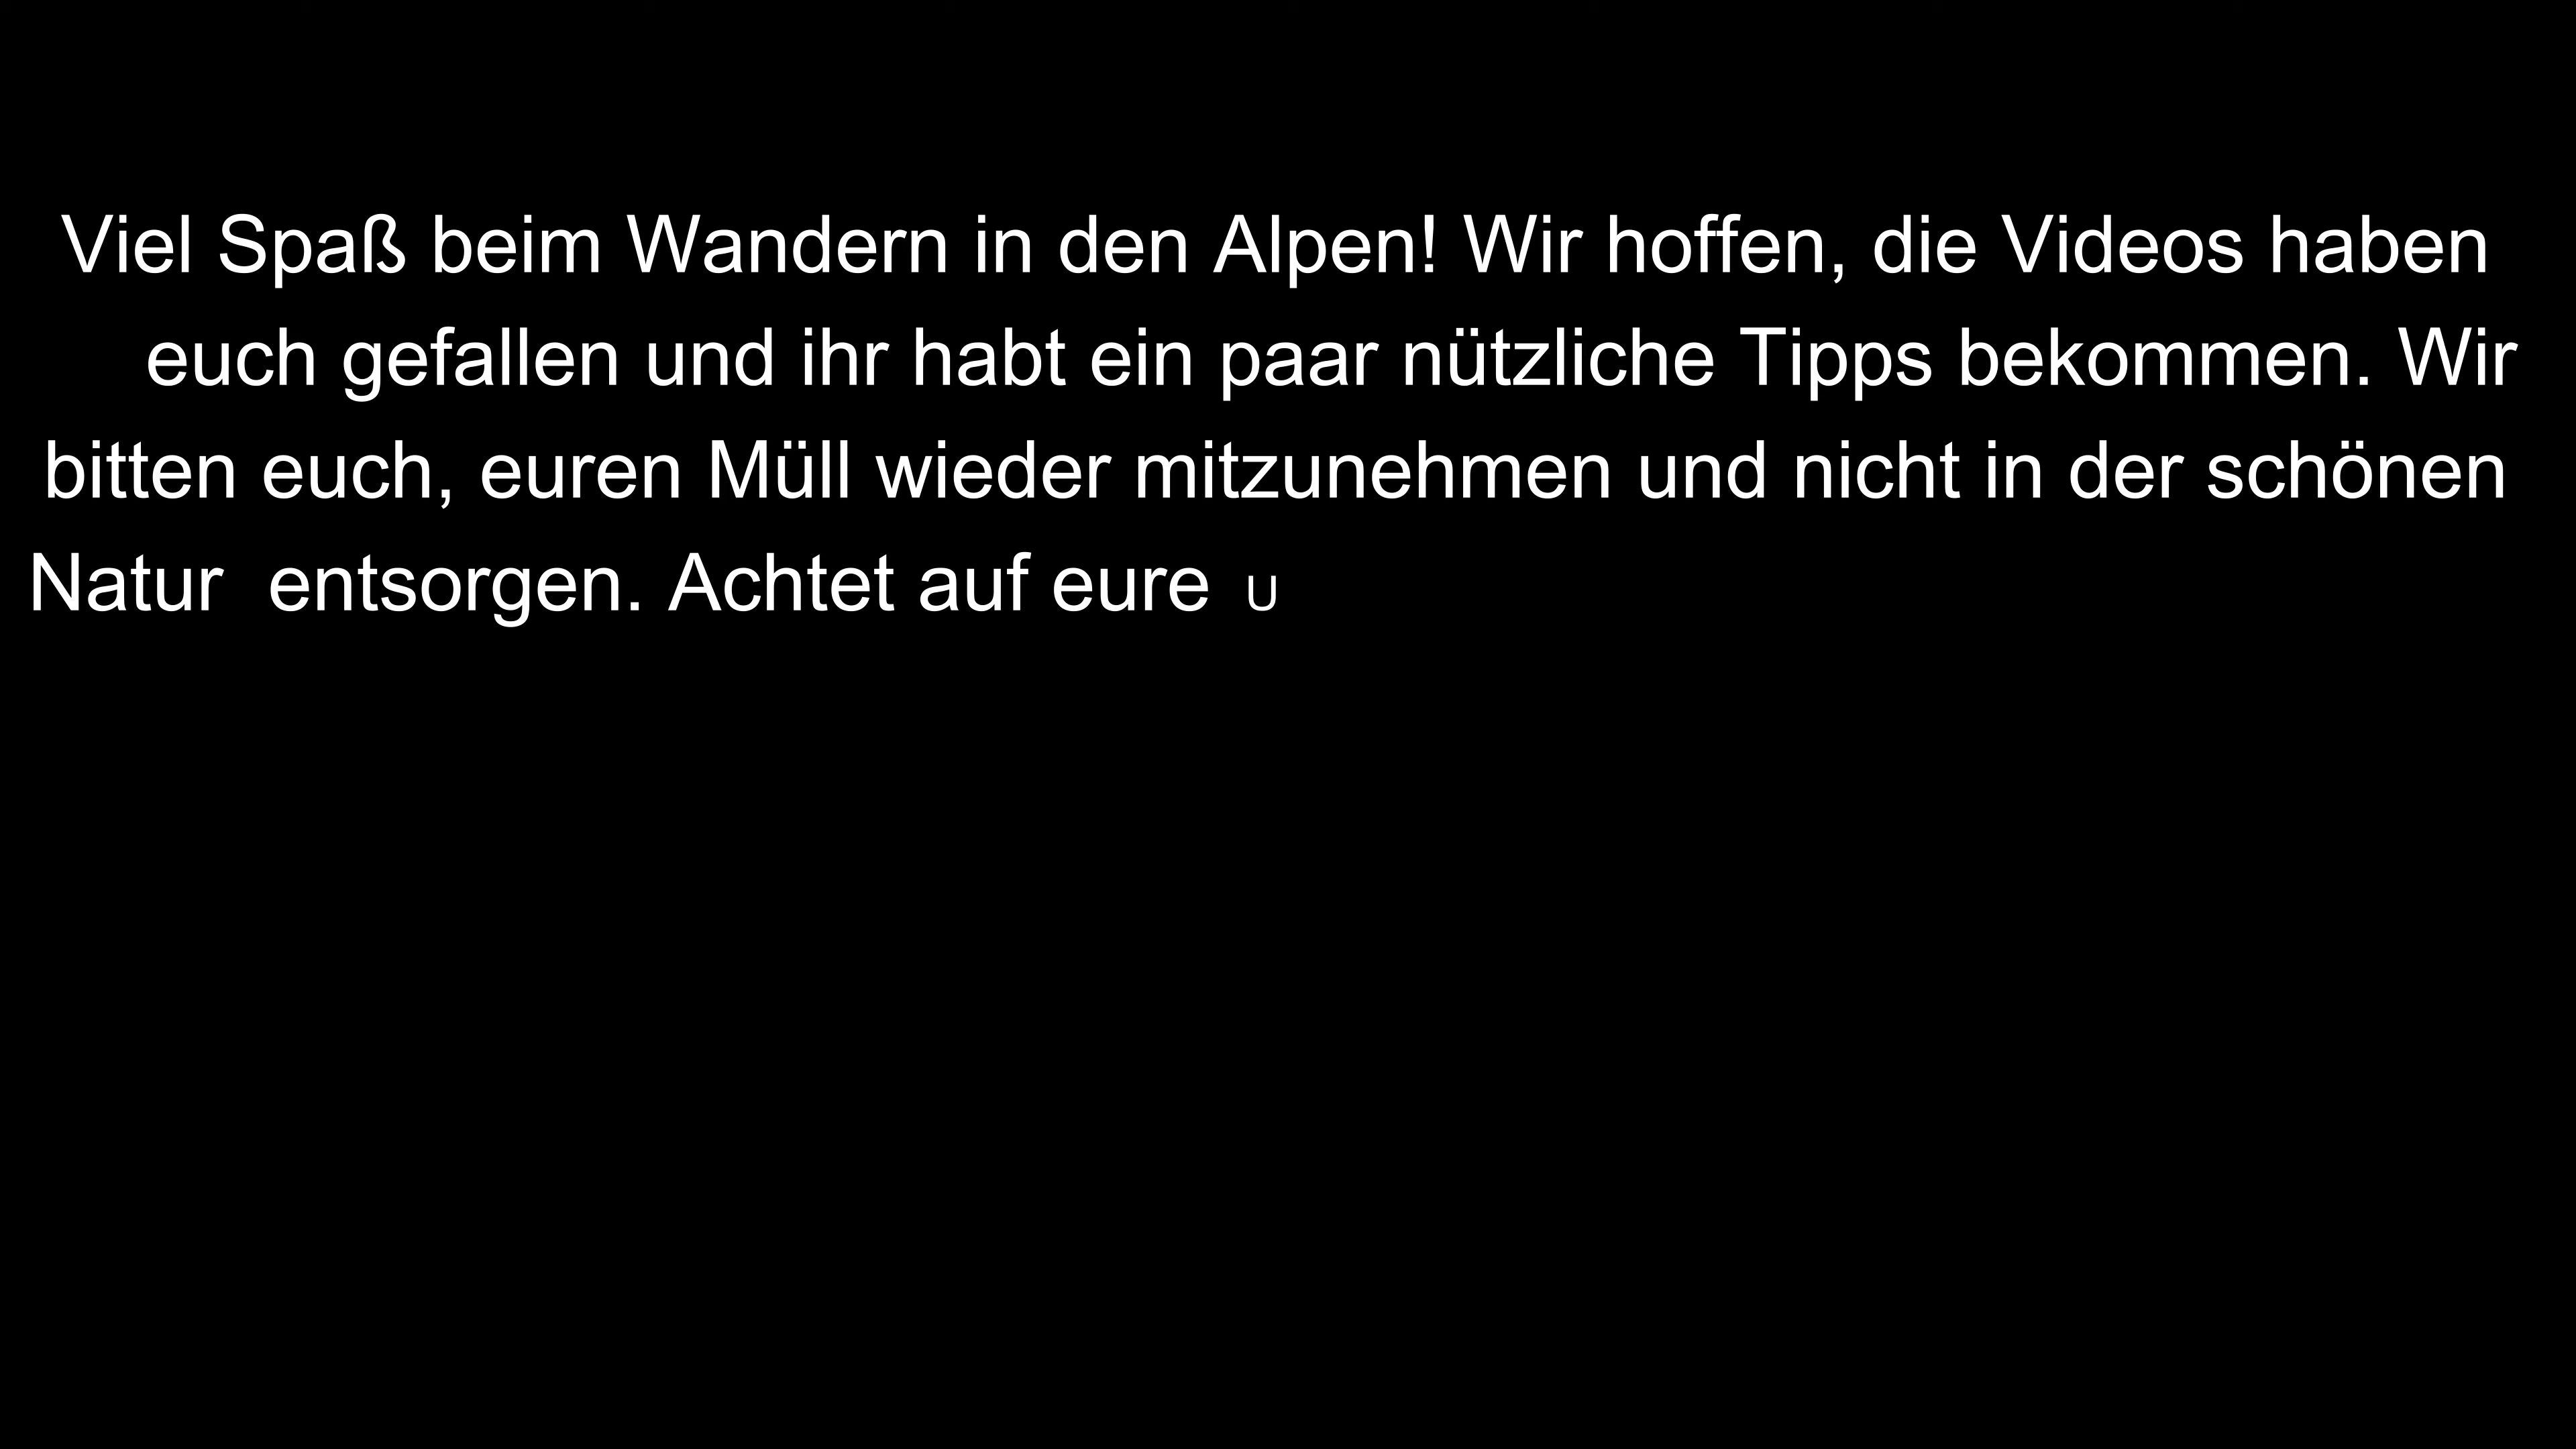 Viel Spaß beim Wandern in den Alpen! Wir hoffen, die Videos haben
euch gefallen und ihr habt ein paar nützliche Tipps bekommen. Wir
bitten euch, euren Müll wieder mitzunehmen und nicht in der schönen
Natur entsorgen. Achtet auf eure U